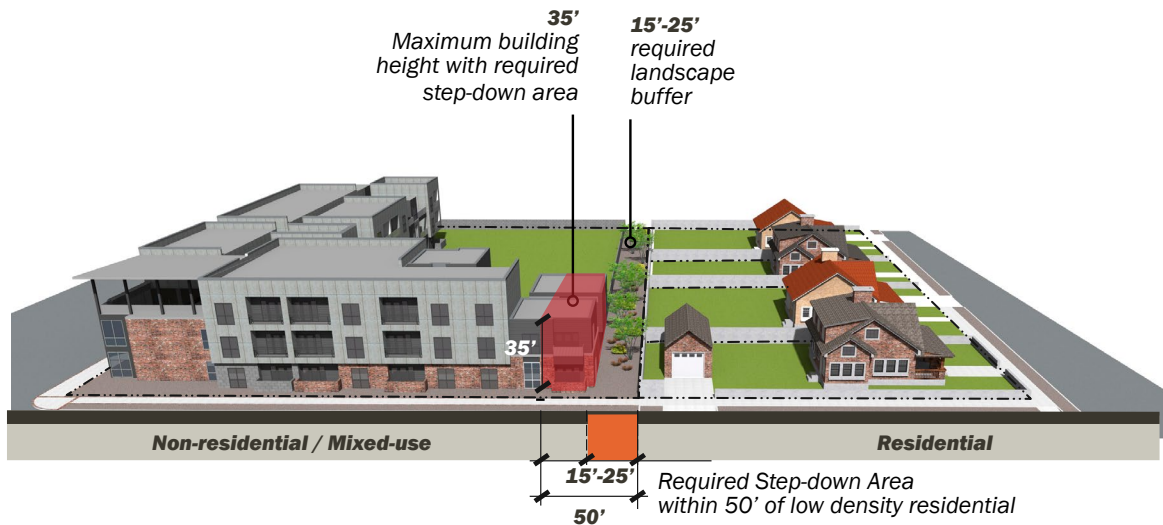 35’
Maximum building
height with required
step-down area
15’-25’
required
landscape
buffer
35’
Non-residential / Mixed-use
Residential
15’-25’
50’
Required Step-down Area
within 50’ of low density residential